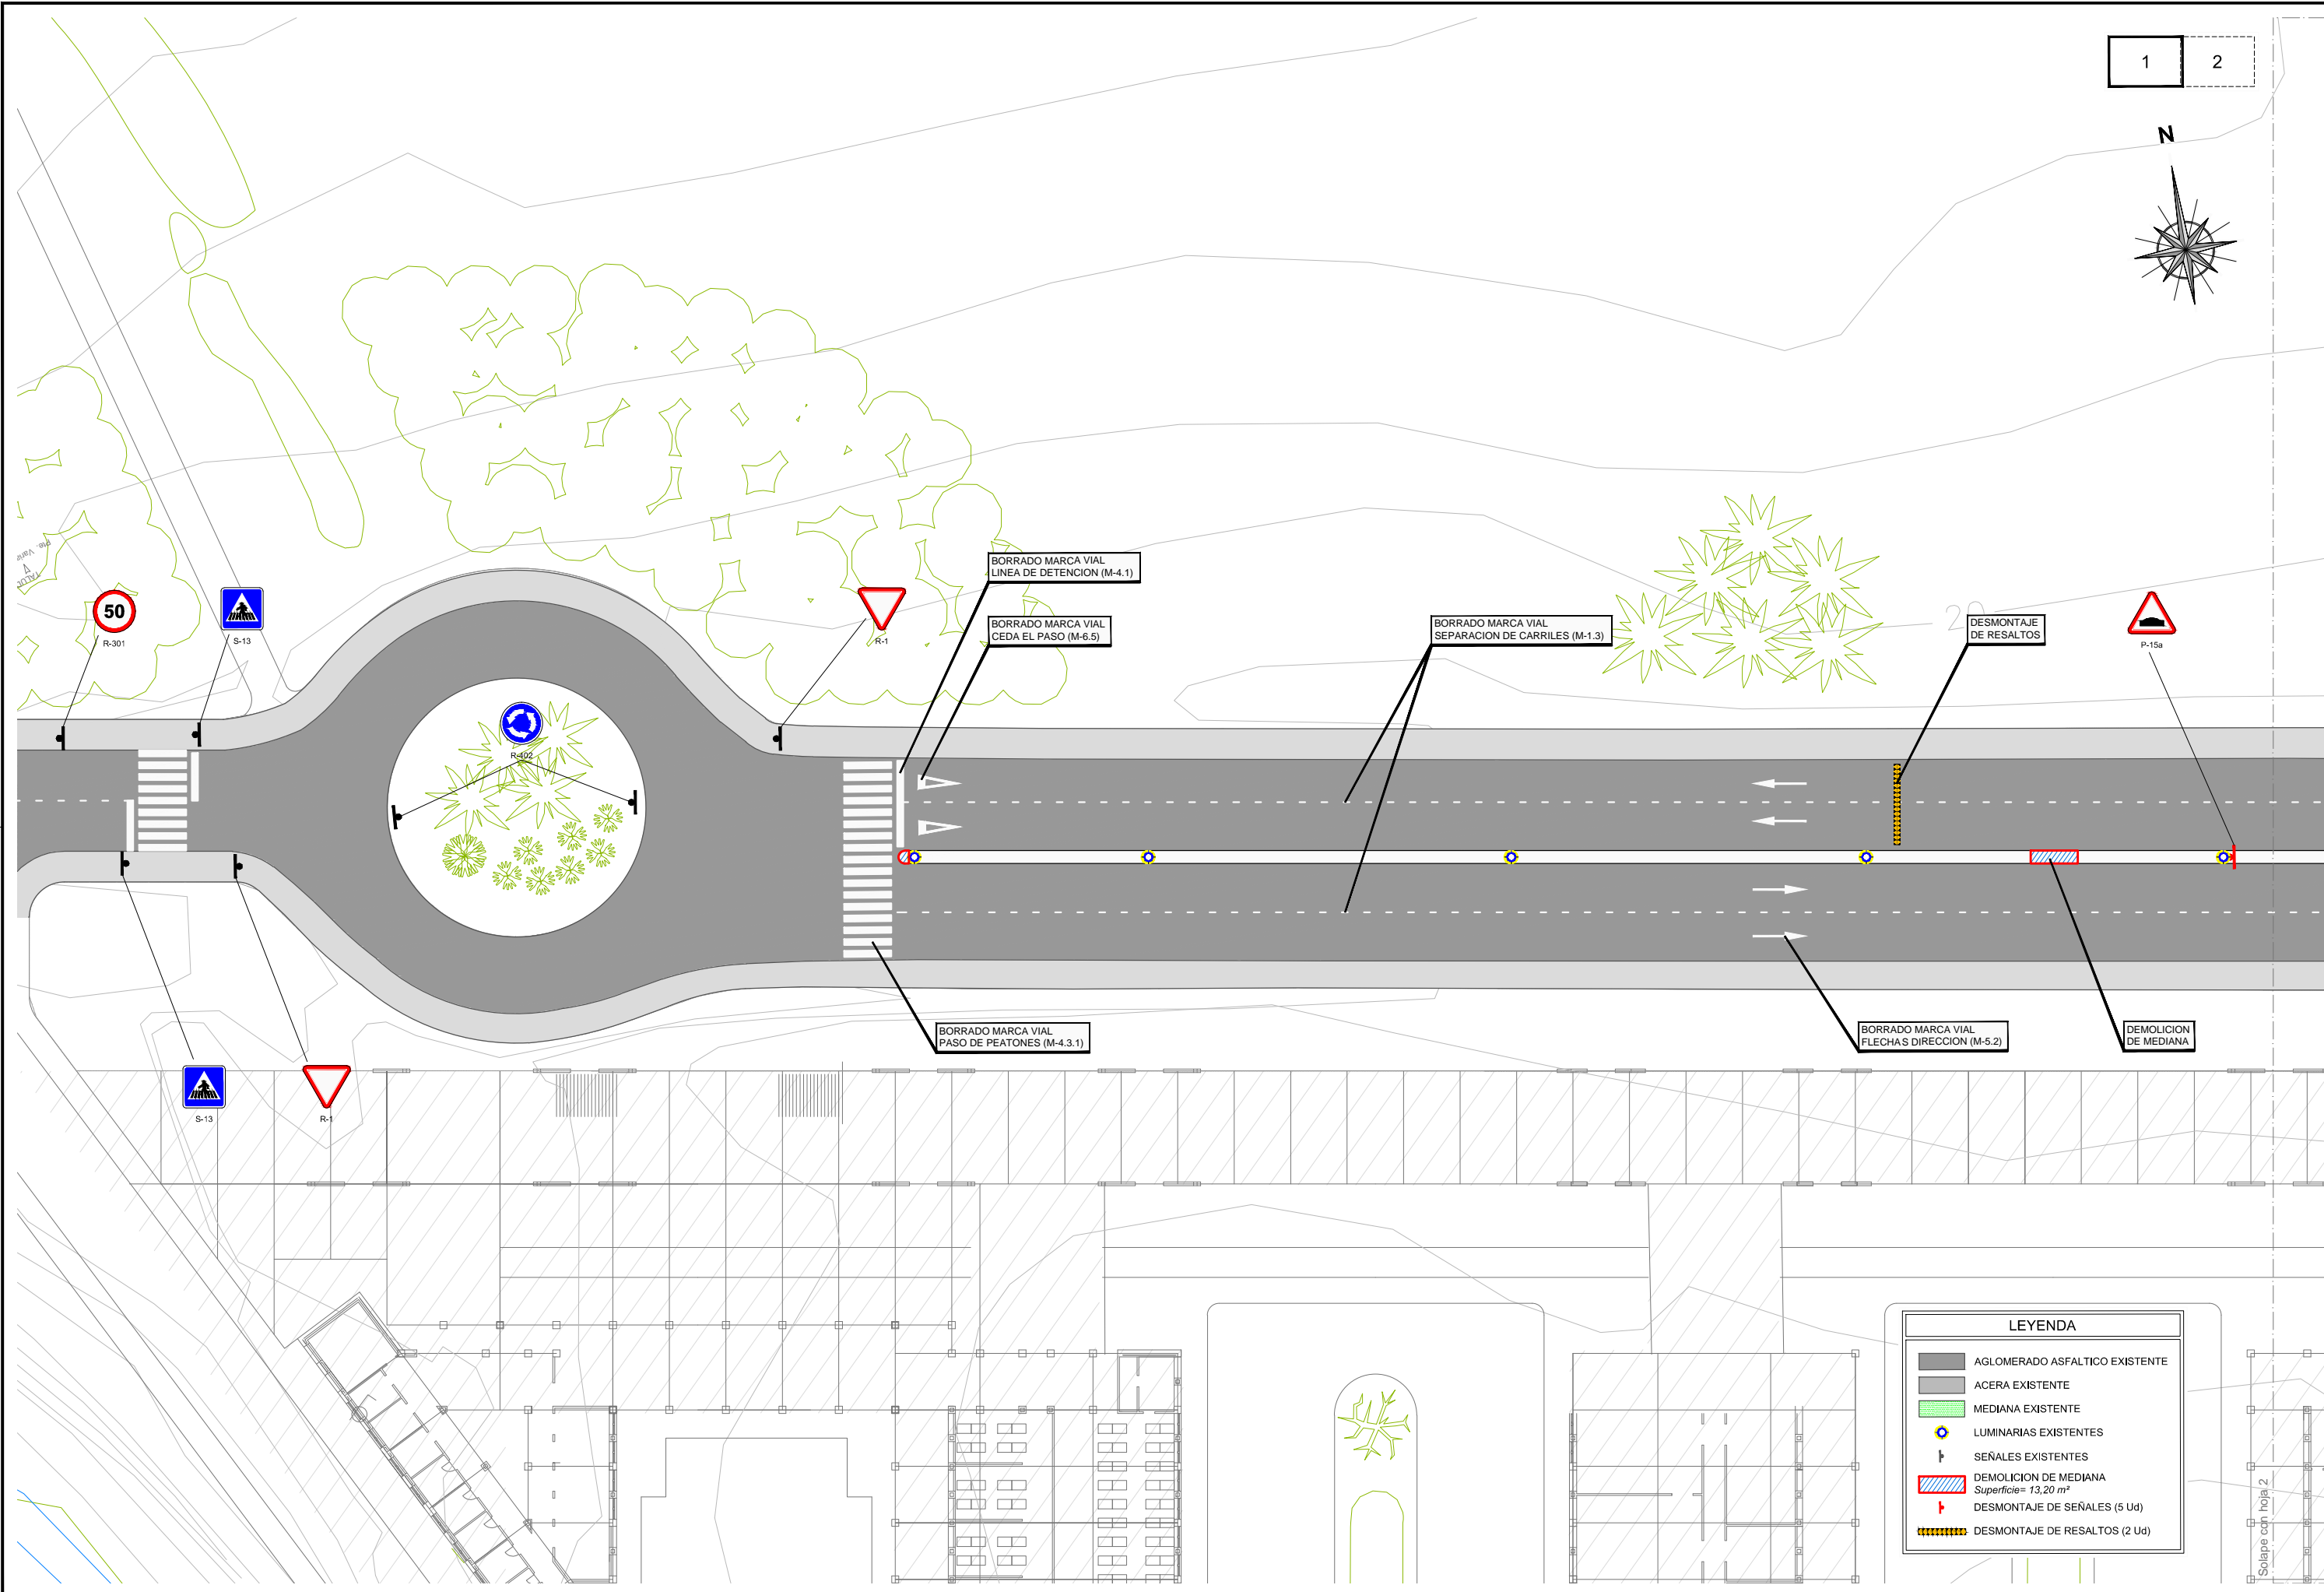 1
2
N
BORRADO MARCA VIAL
LINEA DE DETENCION (M-4.1)
BORRADO MARCA VIAL
CEDA EL PASO (M-6.5)
BORRADO MARCA VIAL
SEPARACION DE CARRILES (M-1.3)
DESMONTAJE
DE RESALTOS
50
R-301
S-13
R-1
P-15a
R-402
BORRADO MARCA VIAL
PASO DE PEATONES (M-4.3.1)
BORRADO MARCA VIAL
FLECHAS DIRECCION (M-5.2)
DEMOLICION
DE MEDIANA
S-13
R-1
LEYENDA
AGLOMERADO ASFALTICO EXISTENTE
ACERA EXISTENTE
MEDIANA EXISTENTE
LUMINARIAS EXISTENTES
SEÑALES EXISTENTES
DEMOLICION DE MEDIANA
Superficie= 13,20 m²
DESMONTAJE DE SEÑALES (5 Ud)
DESMONTAJE DE RESALTOS (2 Ud)
Solape con hoja 2